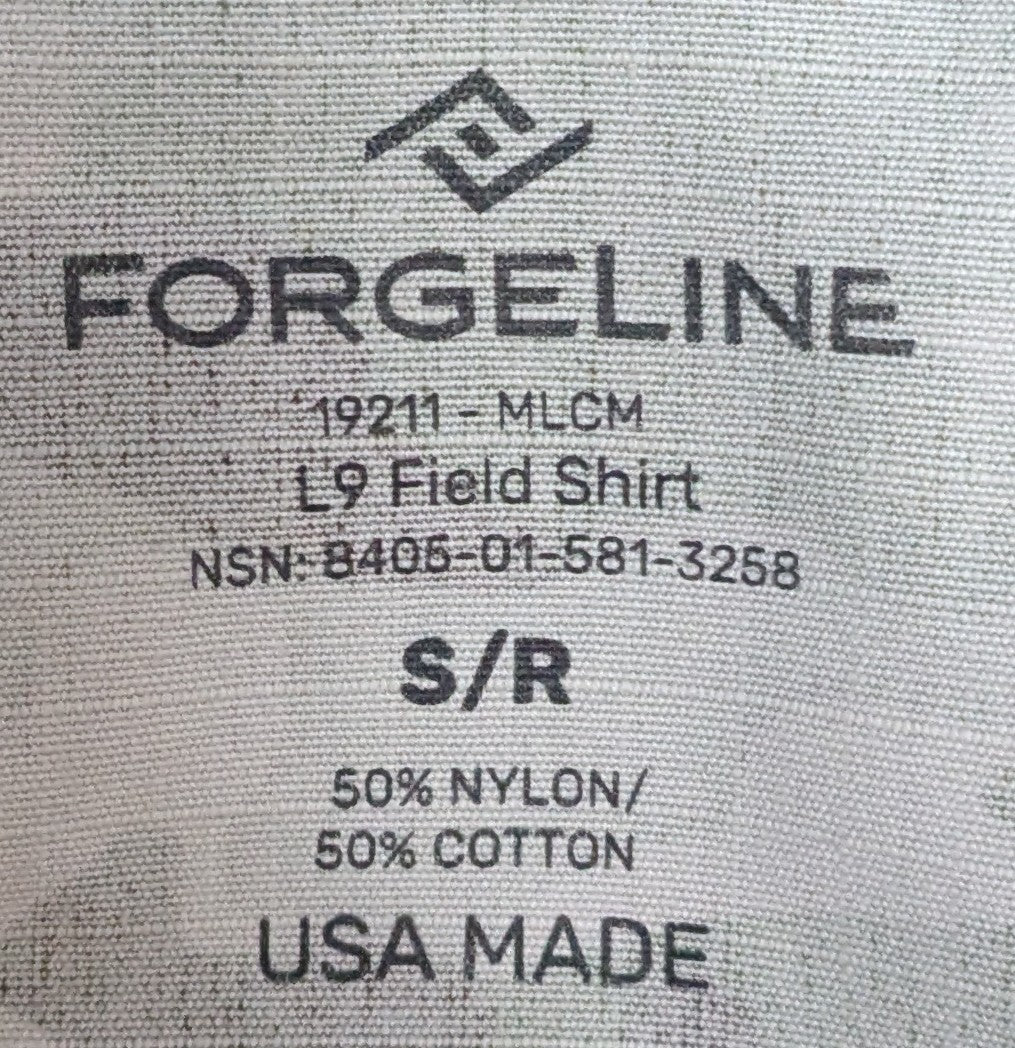 FORGELINE
19211 - MLCM
L9 Field Shirt
NSN: 8405-01-581-3258
S/R
50% NYLON/
50% COTTON
USA MADE